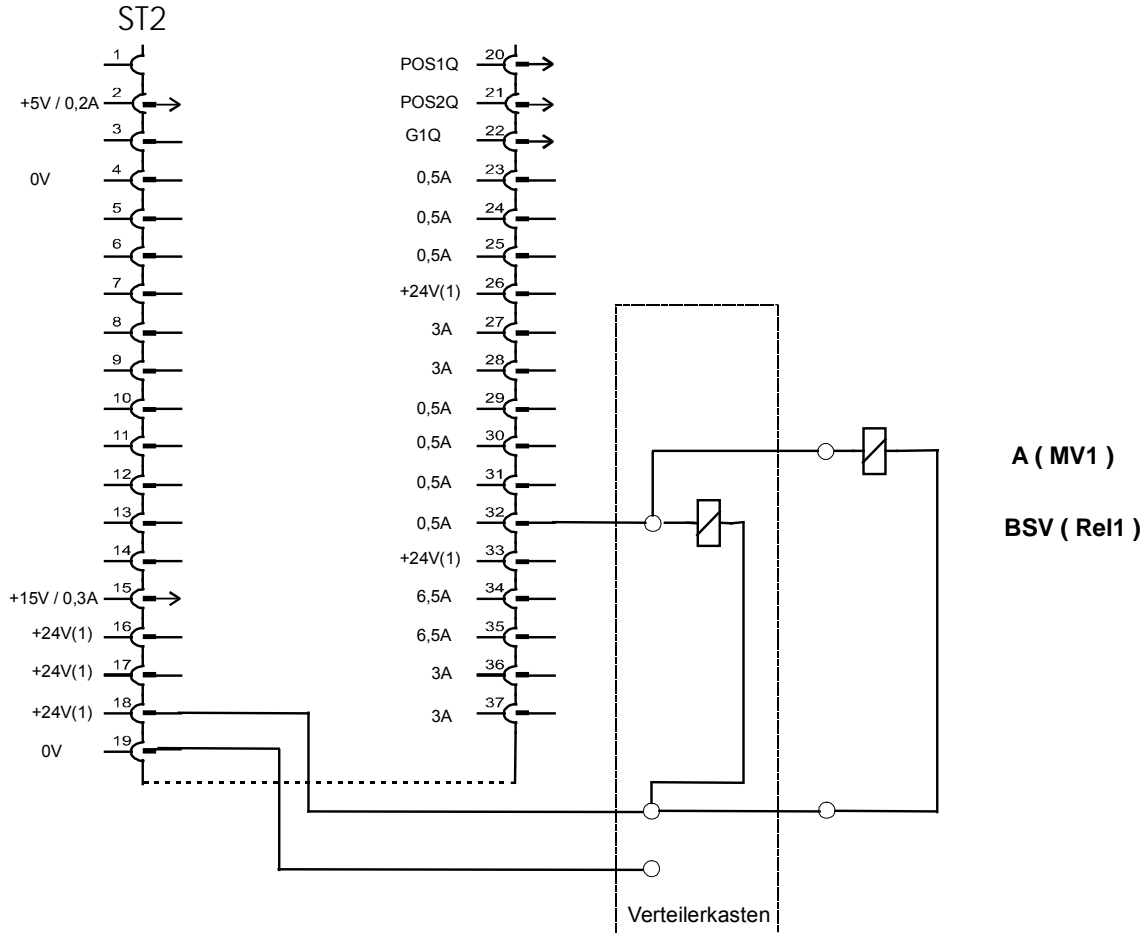 ST2
1
+5V / 0,2A 2
3
0V 4
5
6
7
8
9
10
11
12
13
14
+15V / 0,3A 15
+24V(1) 16
+24V(1) 17
+24V(1) 18
0V 19
POS1Q 20
POS2Q 21
G1Q 22
0,5A 23
0,5A 24
0,5A 25
+24V(1) 26
3A 27
3A 28
0,5A 29
0,5A 30
0,5A 31
0,5A 32
+24V(1) 33
6,5A 34
6,5A 35
3A 36
3A 37
A ( MV1 )
BSV ( Rel1 )
Verteilerkasten